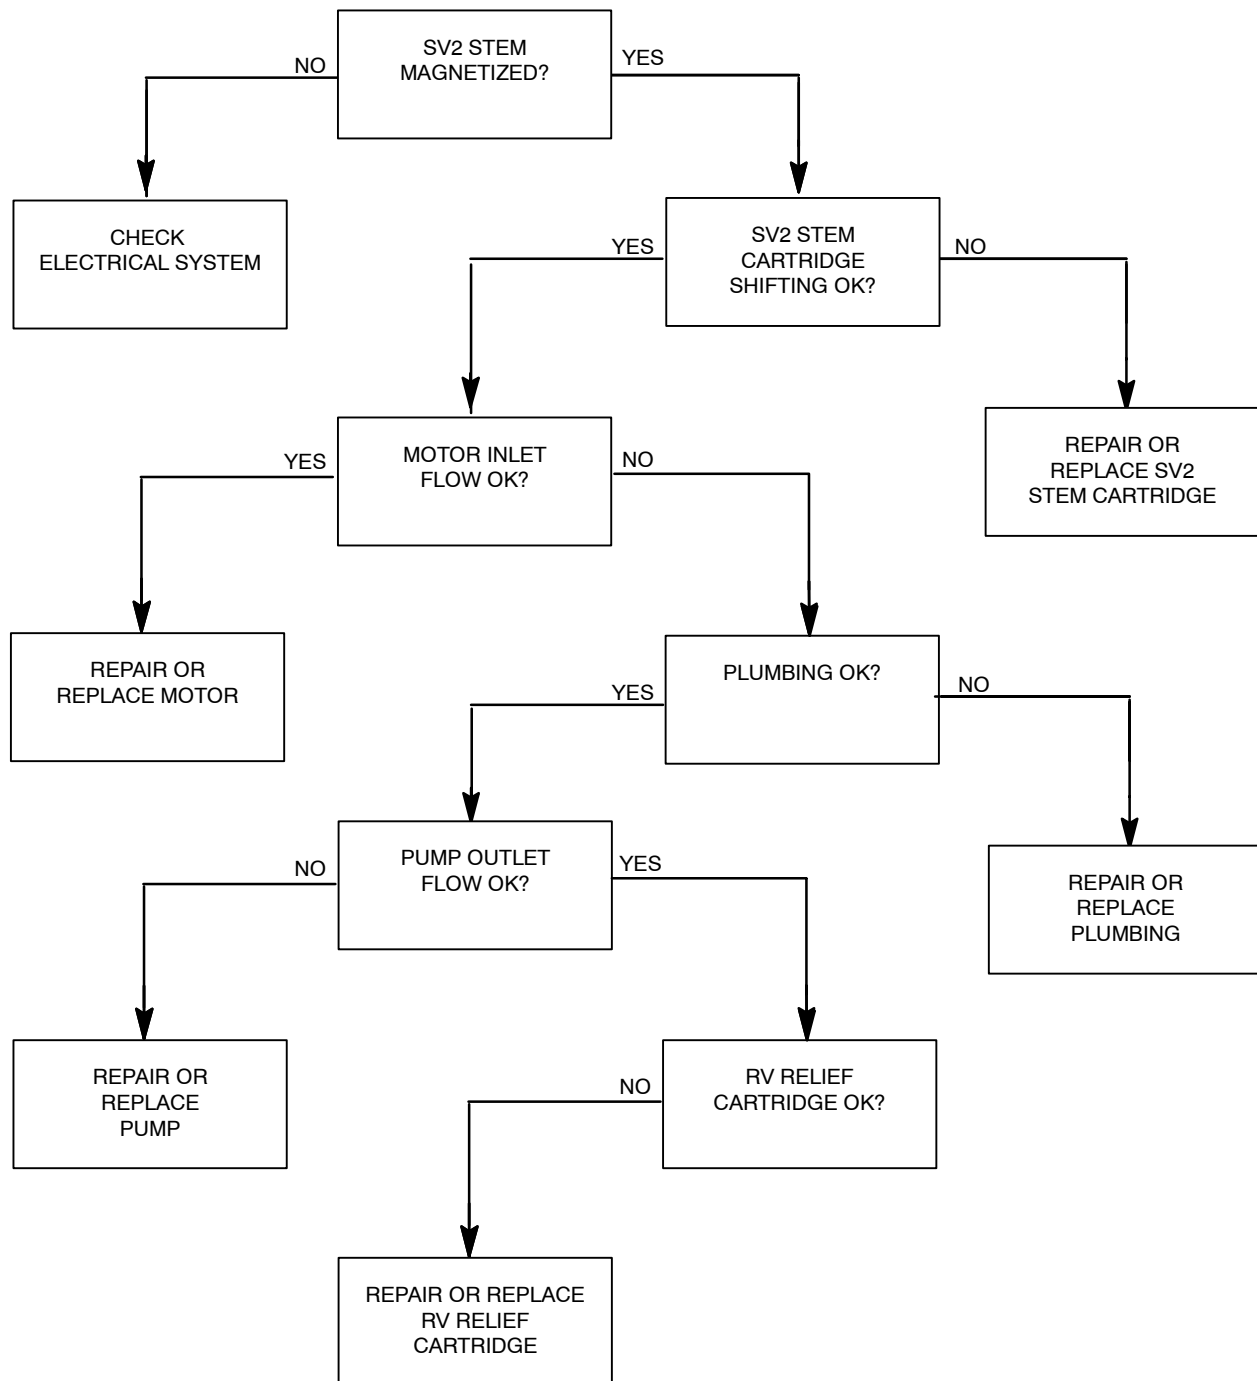 SV2 STEM
MAGNETIZED?
NO
YES
CHECK
ELECTRICAL SYSTEM
SV2 STEM
CARTRIDGE
SHIFTING OK?
YES
NO
MOTOR INLET
FLOW OK?
YES
NO
REPAIR OR
REPLACE SV2
STEM CARTRIDGE
REPAIR OR
REPLACE MOTOR
PLUMBING OK?
YES
NO
PUMP OUTLET
FLOW OK?
NO
YES
REPAIR OR
REPLACE
PLUMBING
REPAIR OR
REPLACE
PUMP
RV RELIEF
CARTRIDGE OK?
NO
REPAIR OR REPLACE
RV RELIEF
CARTRIDGE